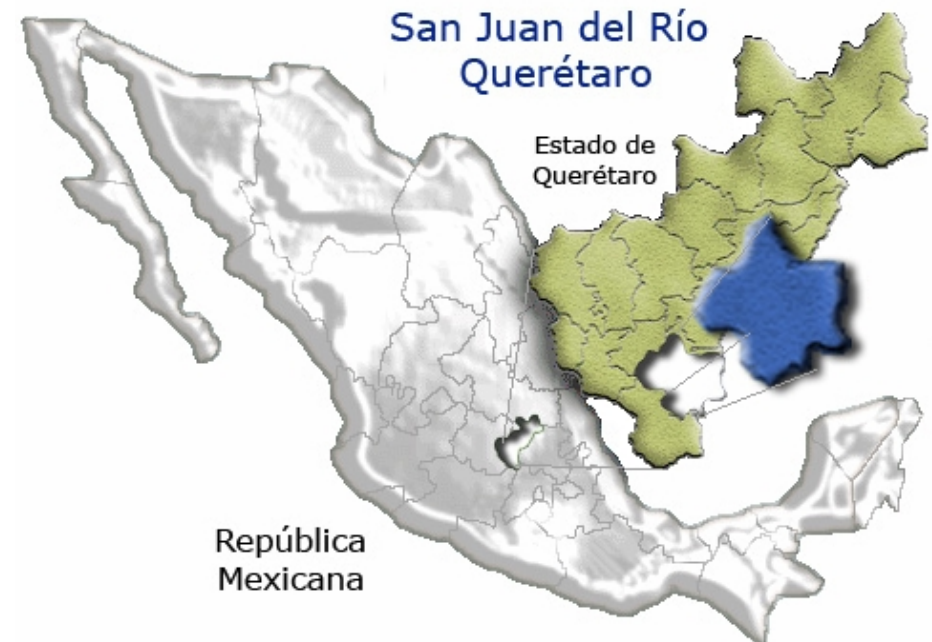 San Juan del Río
Querétaro
Estado de
Querétaro
República
Mexicana